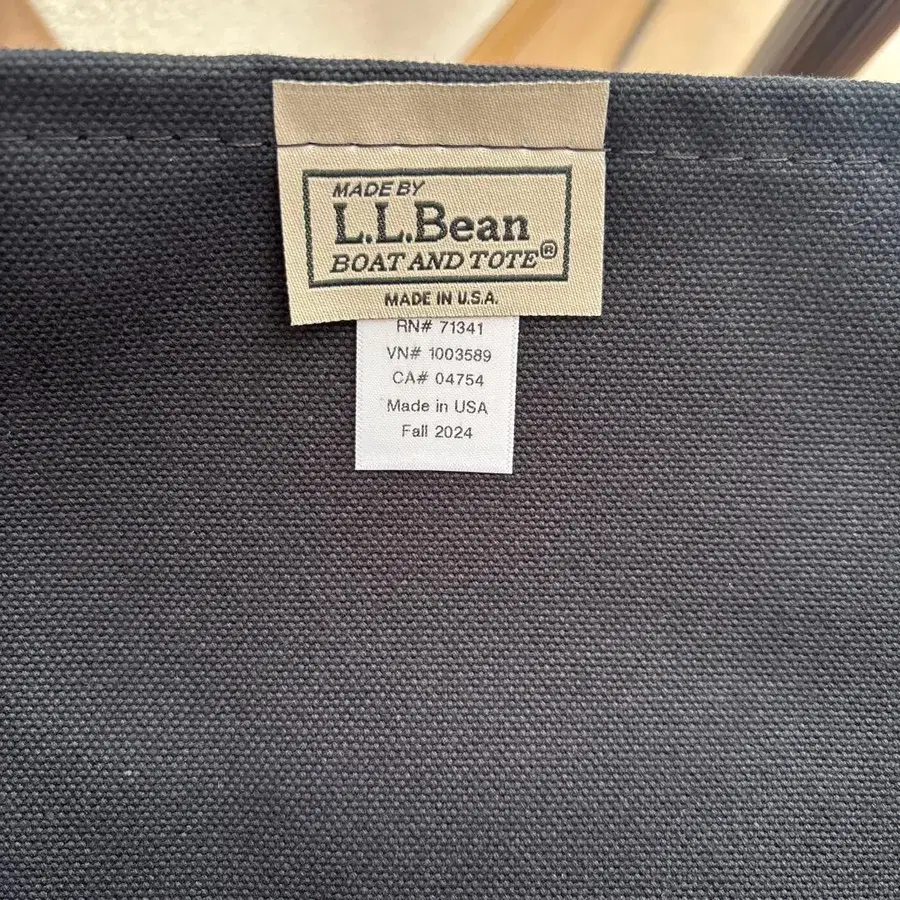 MADE BY
L.L.Bean
BOAT AND TOTE®
MADE IN U.S.A.
RN# 71341
VN# 1003589
CA# 04754
Made in USA
Fall 2024